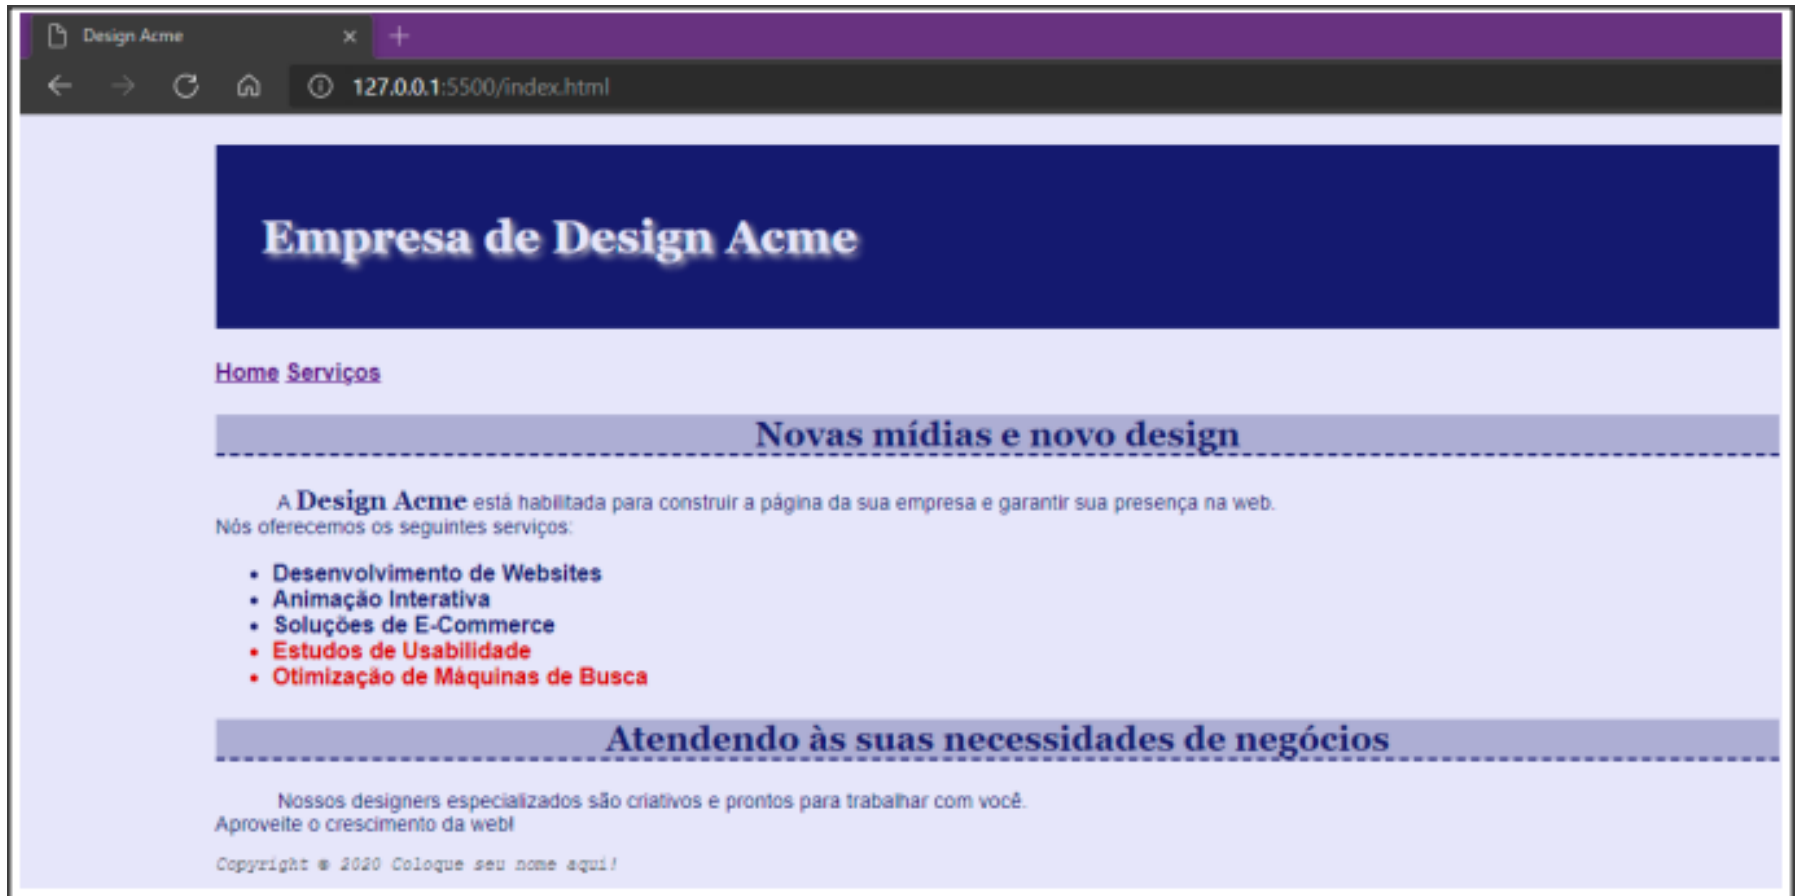 Design Acme
127.0.0.1:5500/index.html
Empresa de Design Acme
Home Serviços
Novas mídias e novo design
A Design Acme está habilitada para construir a página da sua empresa e garantir sua presença na web.
Nós oferecemos os seguintes serviços:
• Desenvolvimento de Websites
• Animação Interativa
• Soluções de E-Commerce
• Estudos de Usabilidade
• Otimização de Máquinas de Busca
Atendendo às suas necessidades de negócios
Nossos designers especializados são criativos e prontos para trabalhar com você.
Aproveite o crescimento da web!
Copyright © 2020 Coloque seu nome aqui!